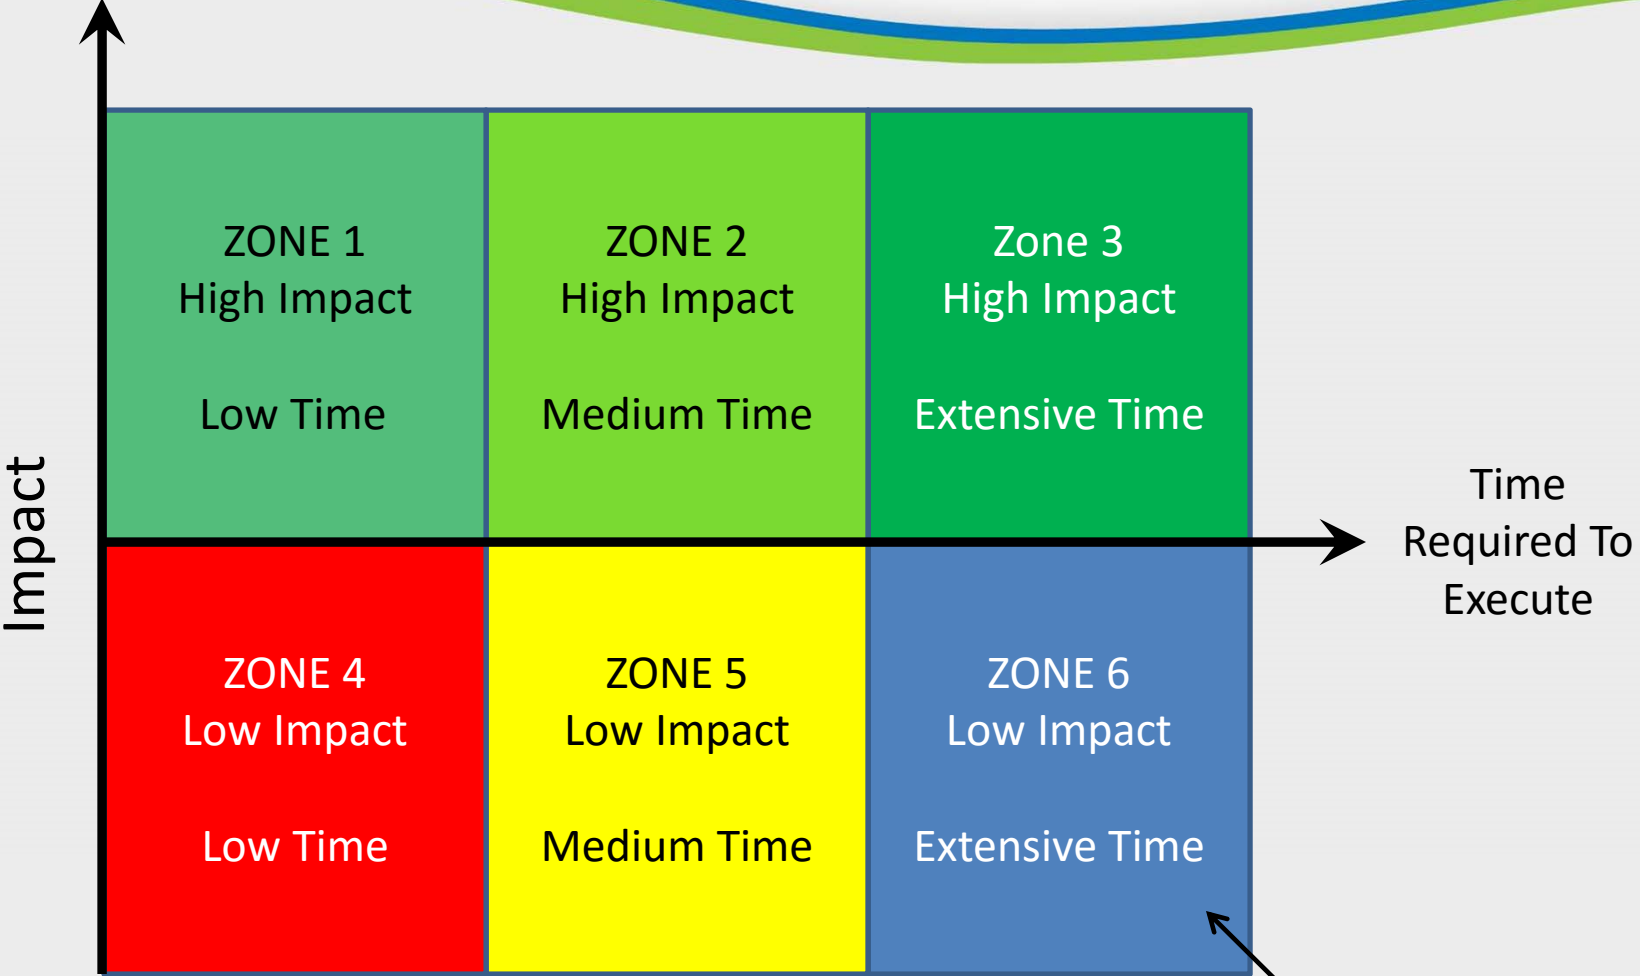 ZONE 1
High Impact
Low Time
ZONE 2
High Impact
Medium Time
Zone 3
High Impact
Extensive Time
Impact
Time
Required To
Execute
ZONE 4
Low Impact
Low Time
ZONE 5
Low Impact
Medium Time
ZONE 6
Low Impact
Extensive Time